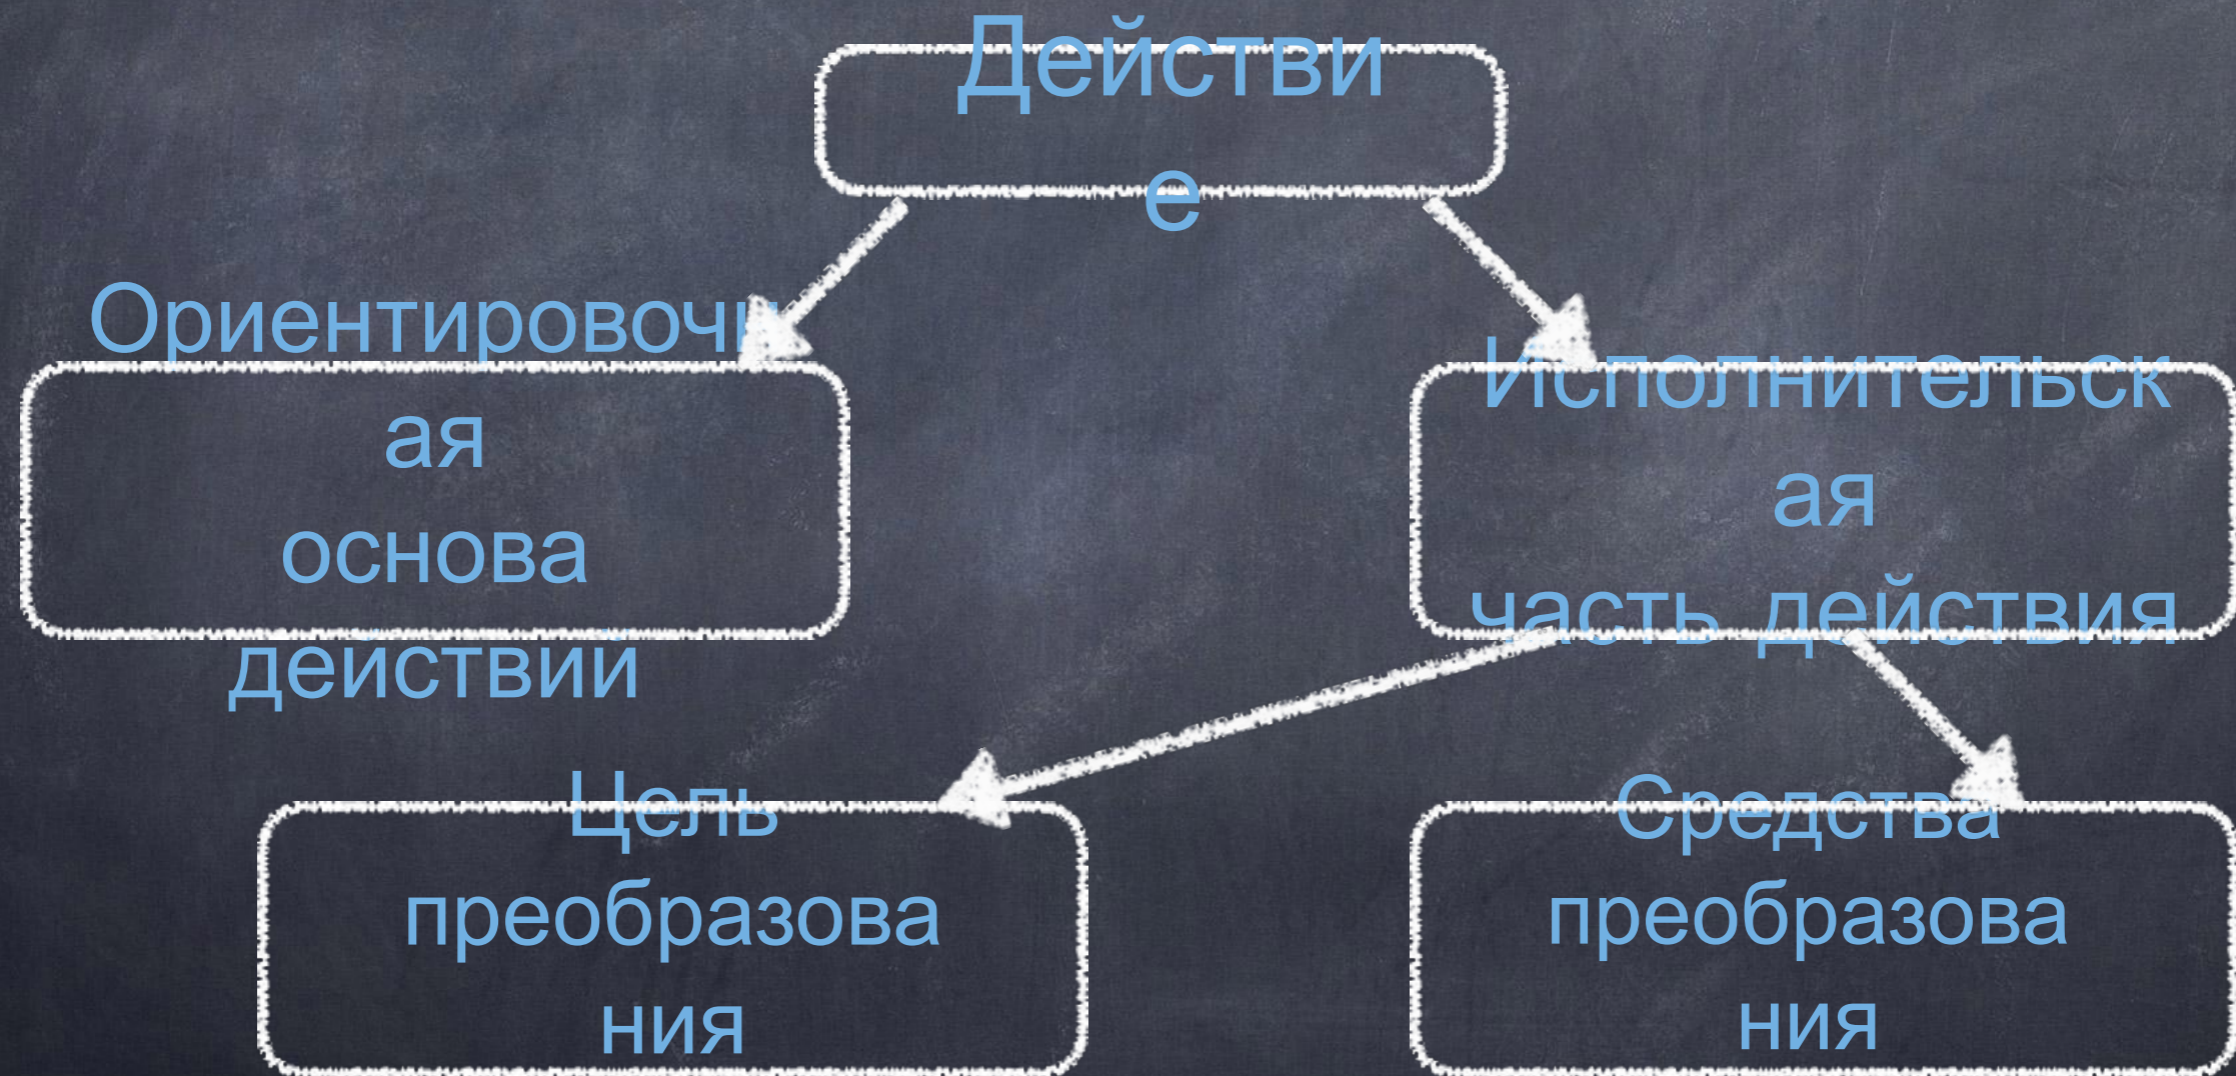 Действи
е
Ориентировочн
ая
основа
действий
Исполнительск
ая
часть действия
Цель
преобразова
ния
Средства
преобразова
ния